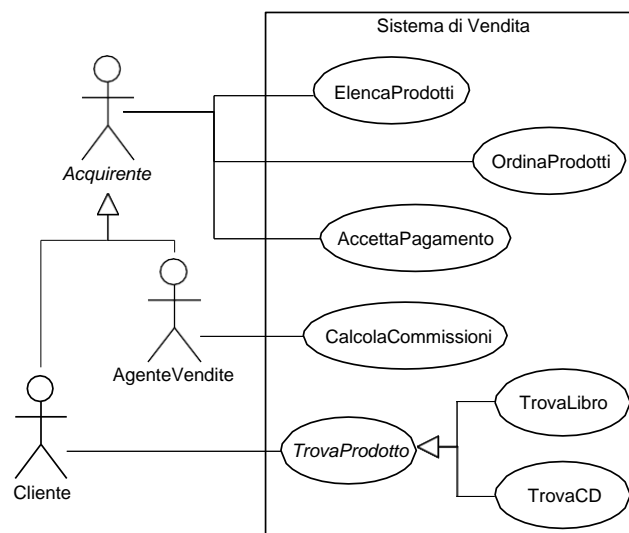 Sistema di Vendita
ElencaProdotti
OrdinaProdotti
Acquirente
AccettaPagamento
CalcolaCommissioni
AgenteVendite
TrovaLibro
TrovaProdotto
Cliente
TrovaCD